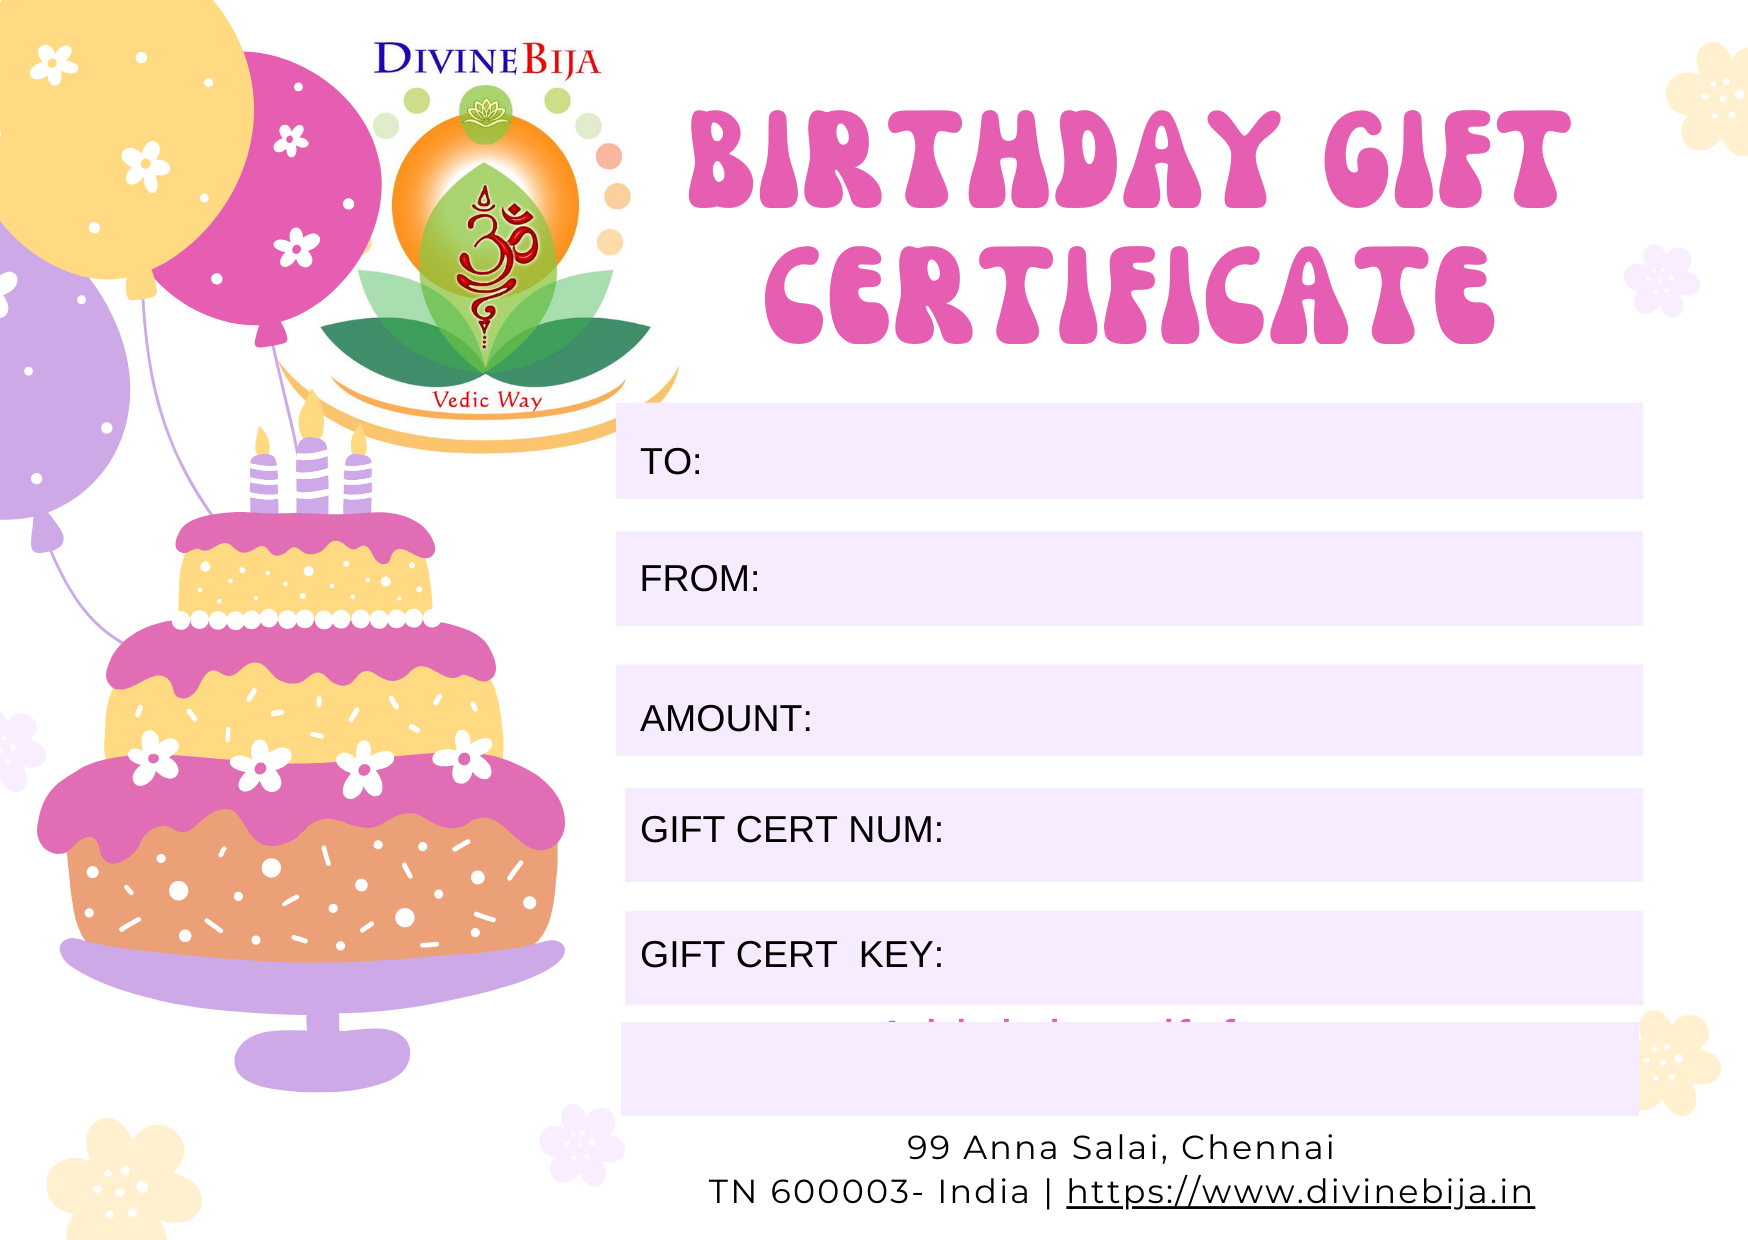 DIVINEBIJA
BIRTHDAY GIFT
CERTIFICATE
ॐ
Vedic Way
TO:
FROM:
AMOUNT:
GIFT CERT NUM:
GIFT CERT  KEY:
99 Anna Salai, Chennai
TN 600003- India | https://www.divinebija.in